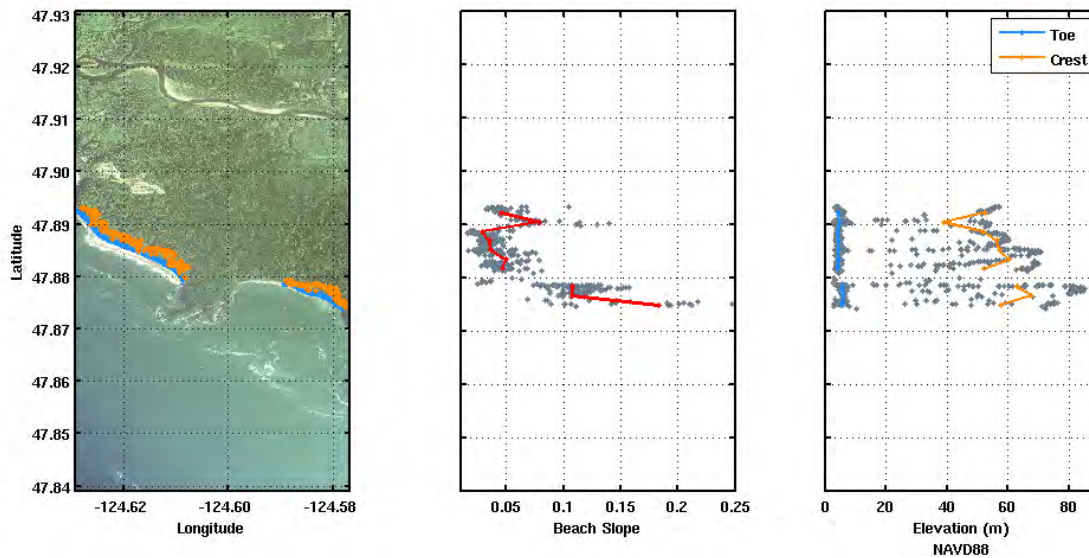 47.93
47.92
47.91
47.90
47.89
47.88
47.87
47.86
47.85
47.84
Latitude
-124.62 -124.60 -124.58
Longitude
0.05 0.1 0.15 0.2 0.25
Beach Slope
Toe
Crest
0 20 40 60 80
Elevation (m)
NAVD88